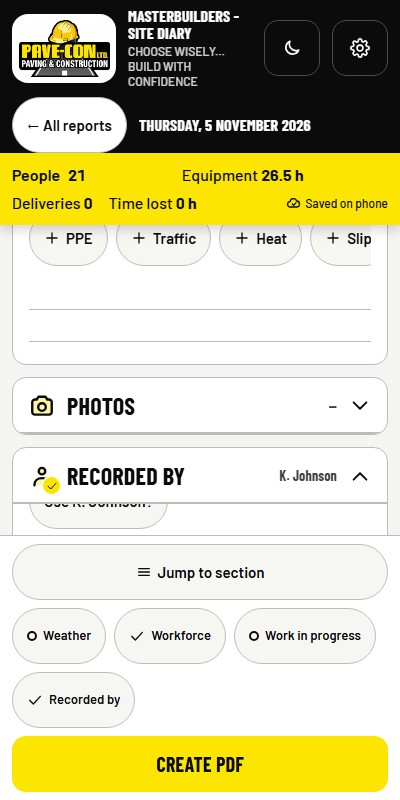 PAVE-CON LTD.
PAVING & CONSTRUCTION
MASTERBUILDERS -
SITE DIARY
CHOOSE WISELY...
BUILD WITH
CONFIDENCE
← All reports
THURSDAY, 5 NOVEMBER 2026
People 21
Equipment 26.5 h
Deliveries 0
Time lost 0 h
Saved on phone
+ PPE
+ Traffic
+ Heat
+ Slip
PHOTOS
–
RECORDED BY
K. Johnson
Use K. Johnson?
Jump to section
Weather
Workforce
Work in progress
Recorded by
CREATE PDF